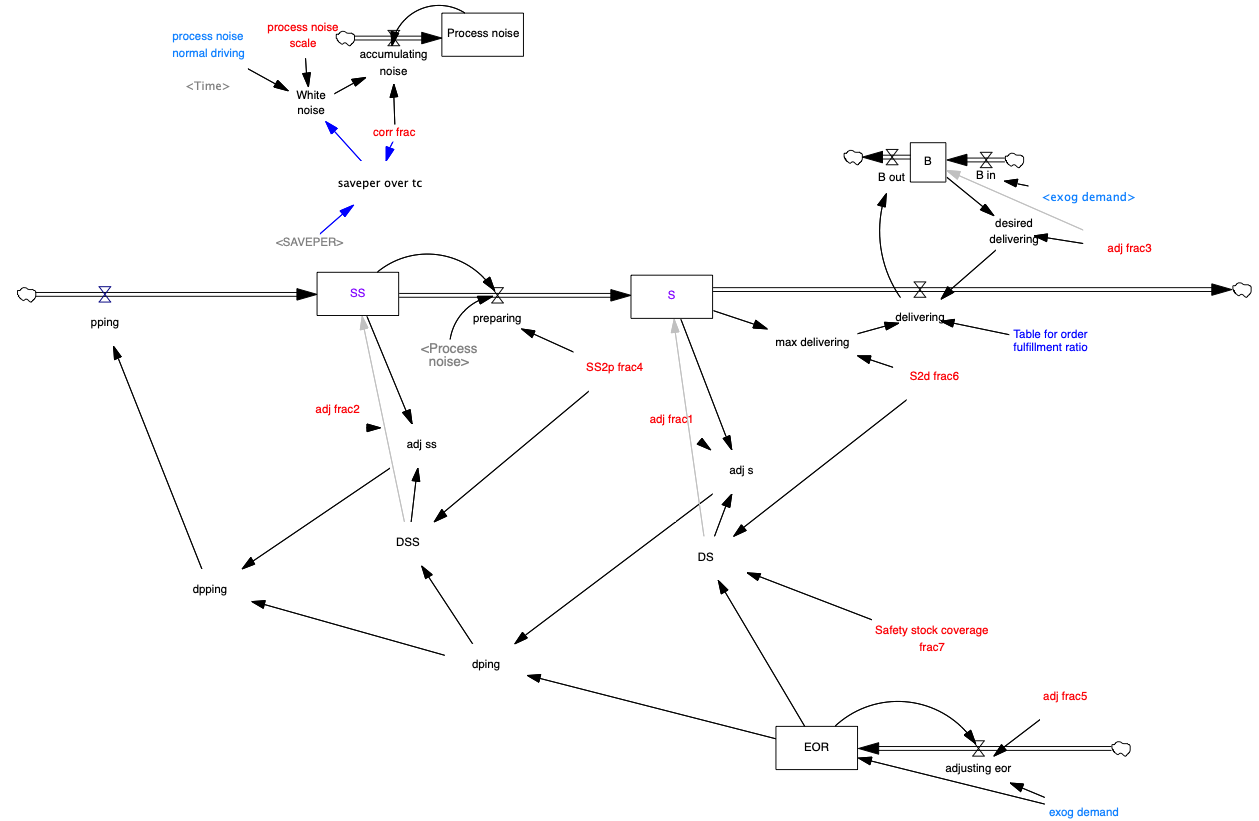 process noise
normal driving
process noise
scale
Process noise
accumulating
noise
<Time>
White
noise
corr frac
saveper over tc
<SAVEPER>
B out
B
B in
<exog demand>
desired
delivering
adj frac3
pping
SS
preparing
<Process
noise>
S
delivering
max delivering
Table for order
fulfillment ratio
SS2p frac4
S2d frac6
adj frac2
adj ss
adj frac1
adj s
DSS
DS
dpping
dping
Safety stock coverage
frac7
adj frac5
EOR
adjusting eor
exog demand